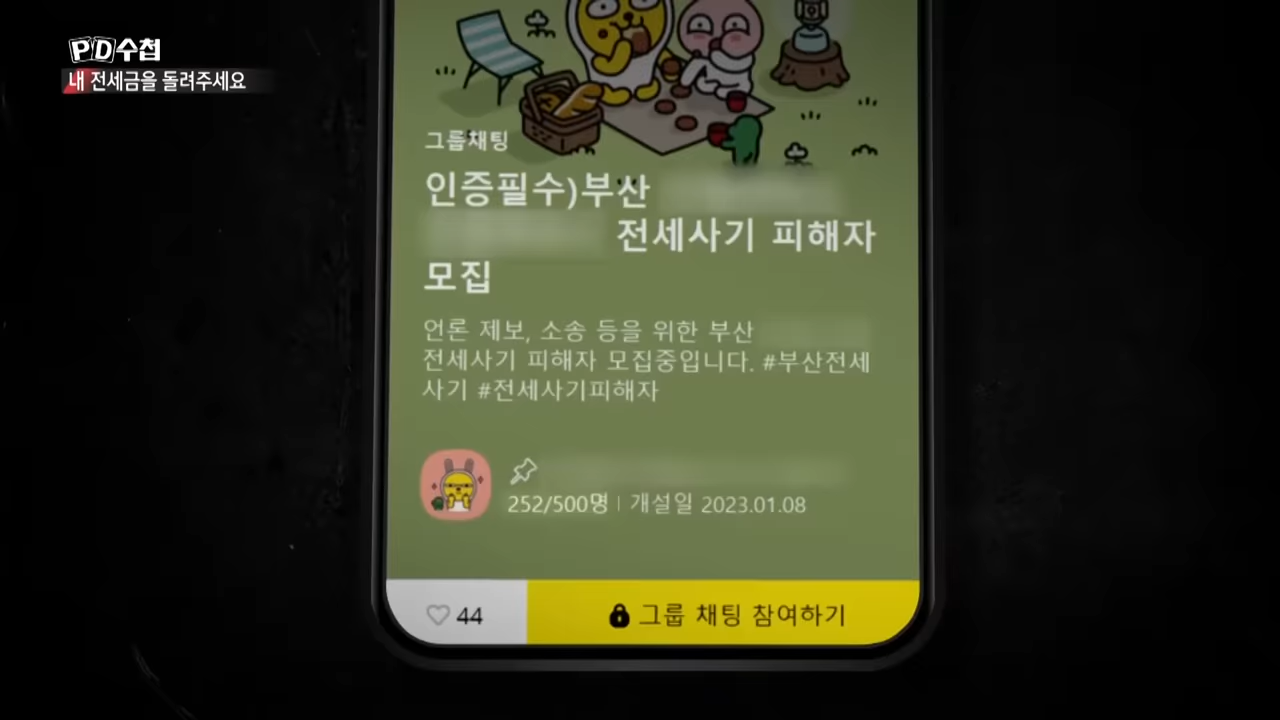 PD수첩
내 전세금을 돌려주세요
그룹채팅
인증필수)부산
전세사기 피해자
모집
언론 제보, 소송 등을 위한 부산
전세사기 피해자 모집중입니다. #부산전세
사기 #전세사기피해자
252/500명 | 개설일 2023.01.08
44
그룹 채팅 참여하기